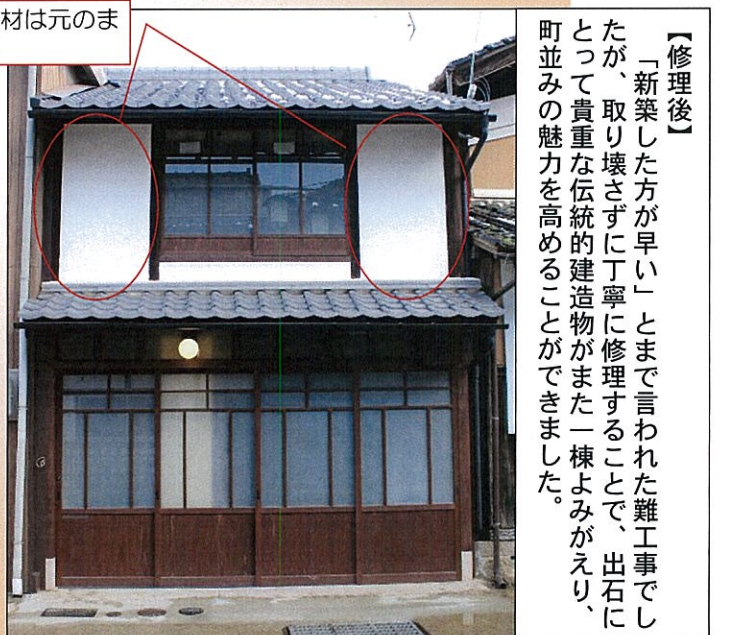 材は元のま
【修理後】
「新築した方が早い」とまで言われた難工事でし
たが、取り壊さずに丁寧に修理することで、出石に
とって貴重な伝統的建造物がまた一棟よみがえり、
町並みの魅力を高めることができました。